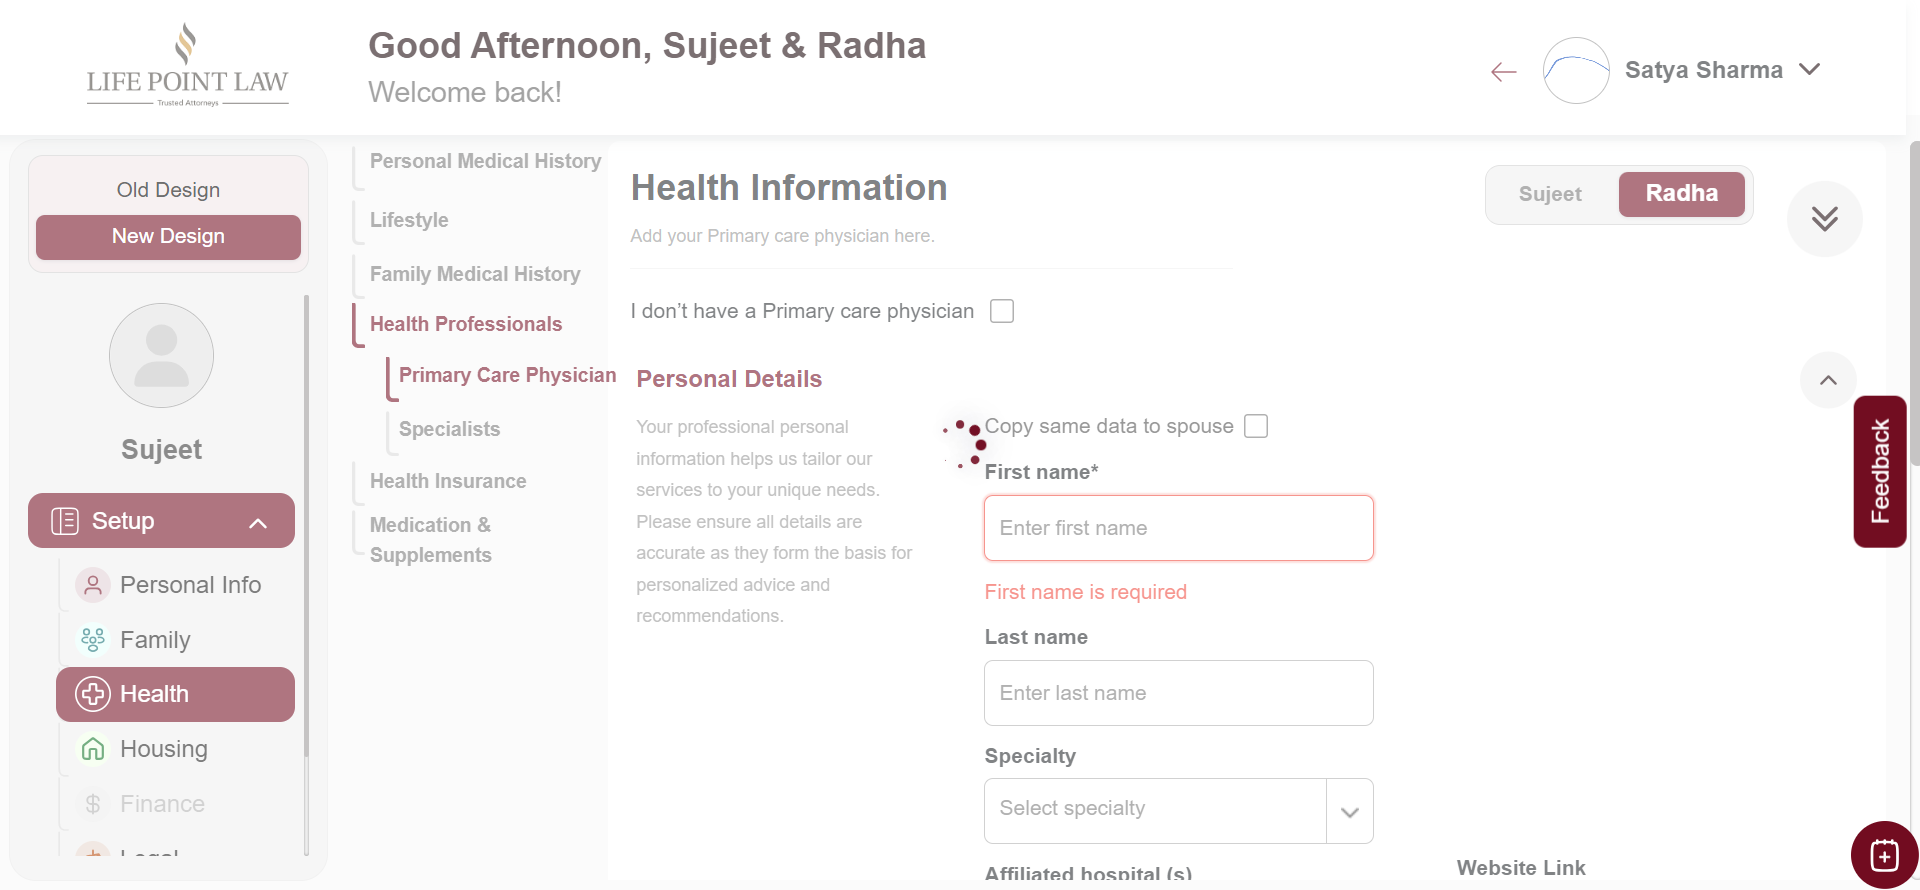 LIFE POINT LAW
Trusted Attorneys
Good Afternoon, Sujeet & Radha
Welcome back!
Satya Sharma
Old Design
New Design
Sujeet
Setup
Personal Info
Family
Health
Housing
Finance
Legal
Personal Medical History
Lifestyle
Family Medical History
Health Professionals
Primary Care Physician
Specialists
Health Insurance
Medication &
Supplements
Health Information
Add your Primary care physician here.
Sujeet
Radha
I don’t have a Primary care physician
Personal Details
Your professional personal
information helps us tailor our
services to your unique needs.
Please ensure all details are
accurate as they form the basis for
personalized advice and
recommendations.
Copy same data to spouse
First name*
Enter first name
First name is required
Last name
Enter last name
Specialty
Select specialty
Affiliated hospital (s)
Website Link
Feedback